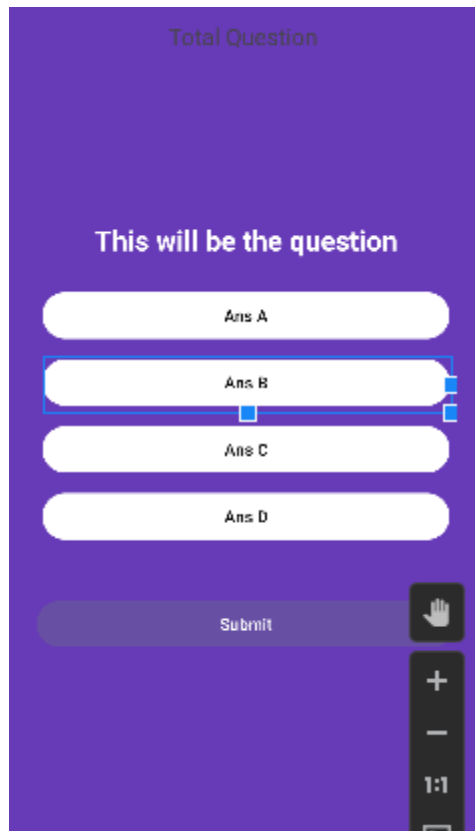 Total Question
This will be the question
Ans A
Ans B
Ans C
Ans D
Submit
1:1